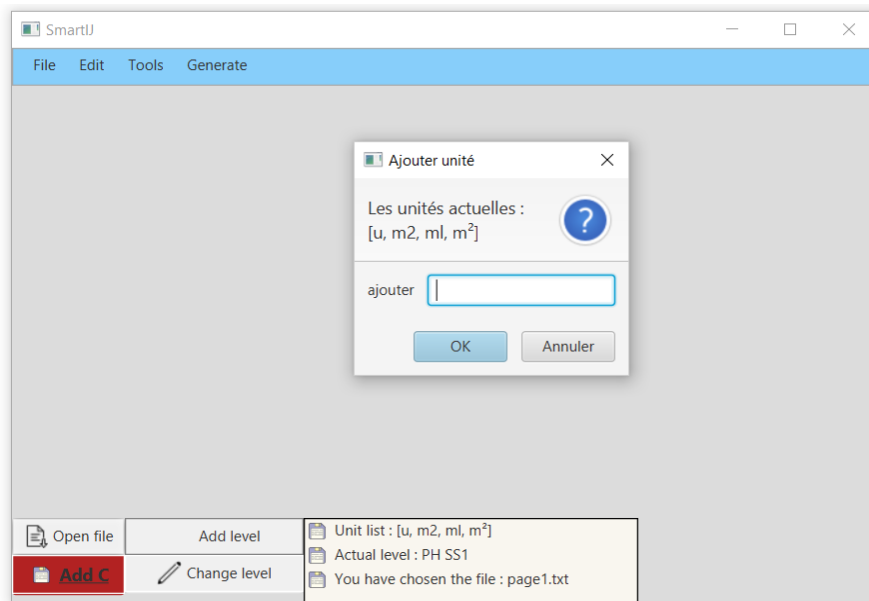 SmartIJ
File Edit Tools Generate
Ajouter unité
Les unités actuelles :
[u, m2, ml, m²]
?
ajouter
OK Annuler
Open file Add level
Add C Change level
Unit list : [u, m2, ml, m²]
Actual level : PH SS1
You have chosen the file : page1.txt